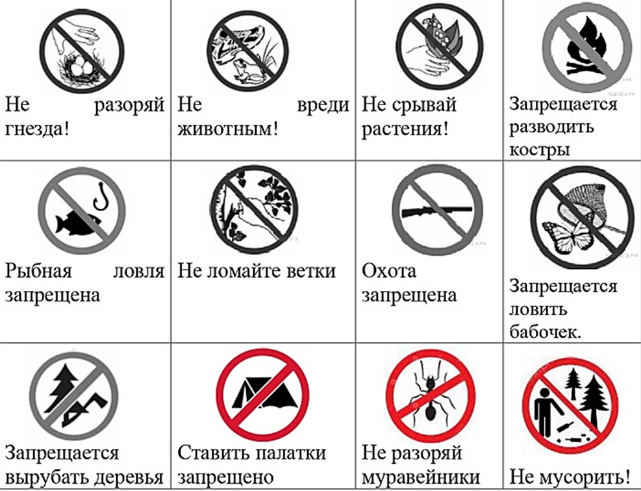 Не разоряй
гнезда!
Не вреди
животным!
Не срывай
растения!
Запрещается
разводить
костры
Рыбная ловля
запрещена
Не ломайте ветки
Охота
запрещена
Запрещается
ловить
бабочек.
Запрещается
вырубать деревья
Ставить палатки
запрещено
Не разоряй
муравейники
Не мусорить!